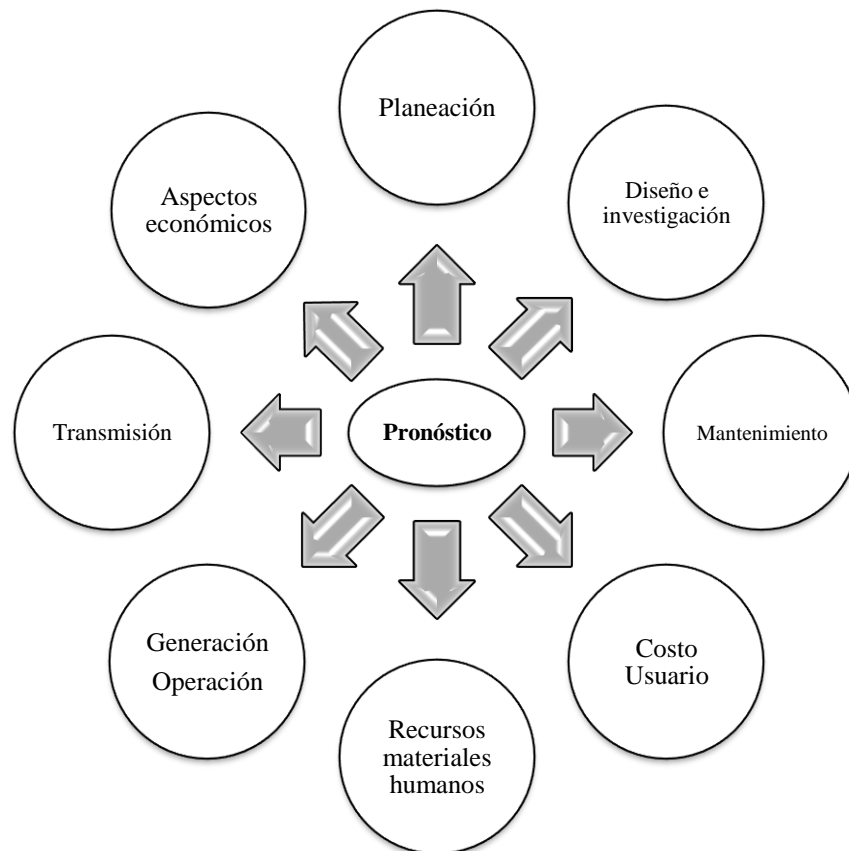 Planeación
Diseño e
investigación
Aspectos
económicos
Transmisión
Pronóstico
Mantenimiento
Generación
Operación
Costo
Usuario
Recursos
materiales
humanos